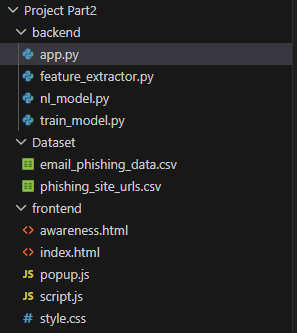 Project Part2
backend
app.py
feature_extractor.py
nl_model.py
train_model.py
Dataset
email_phishing_data.csv
phishing_site_urls.csv
frontend
awareness.html
index.html
JS popup.js
JS script.js
# style.css